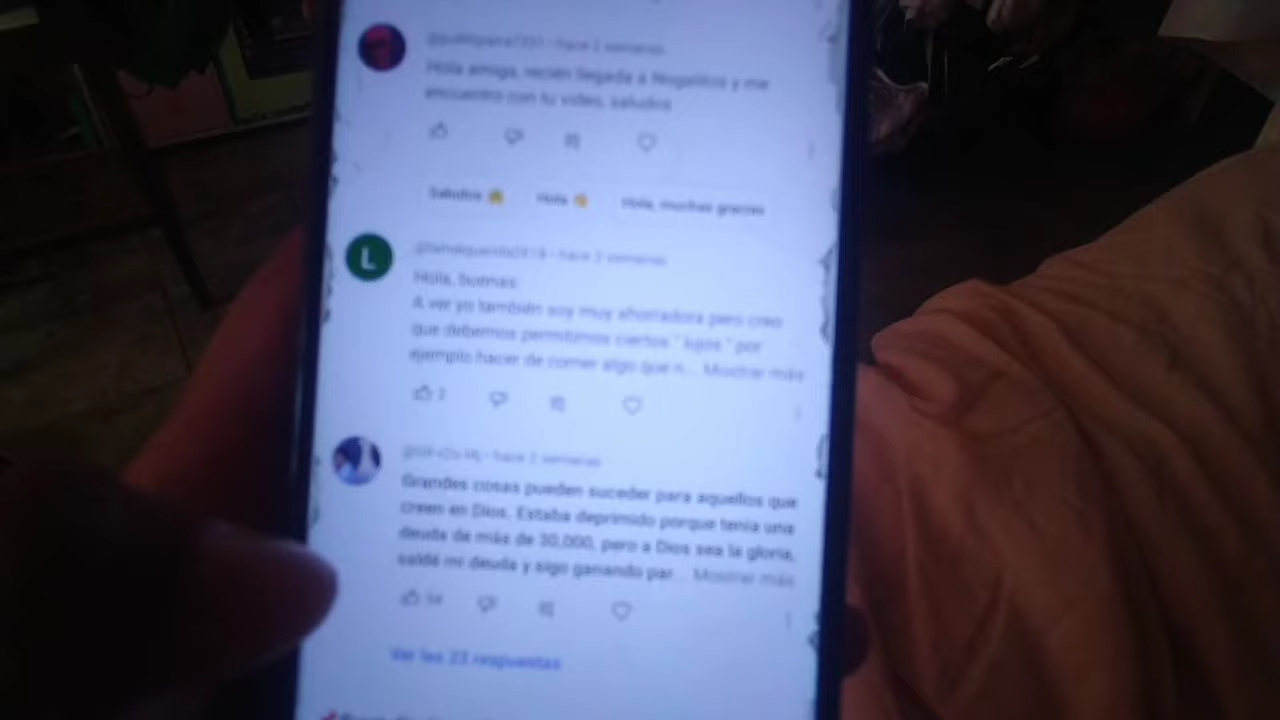 hace 2 semanas
Hola amiga, recién llegada a Nogalitos y me
encuentro con tu video, saludos
Saludos Hola Hola, muchas gracias
L
hace 2 semanas
Hola, buenas.
A ver yo también soy muy ahorradora pero creo
que debemos permitirnos ciertos " lujos " por
ejemplo hacer de comer algo que n... Mostrar más
2
hace 2 semanas
Grandes cosas pueden suceder para aquellos que
creen en Dios. Estaba deprimido porque tenía una
deuda de más de 30,000, pero a Dios sea la gloria,
saldé mi deuda y sigo ganando par... Mostrar más
Ver las 23 respuestas